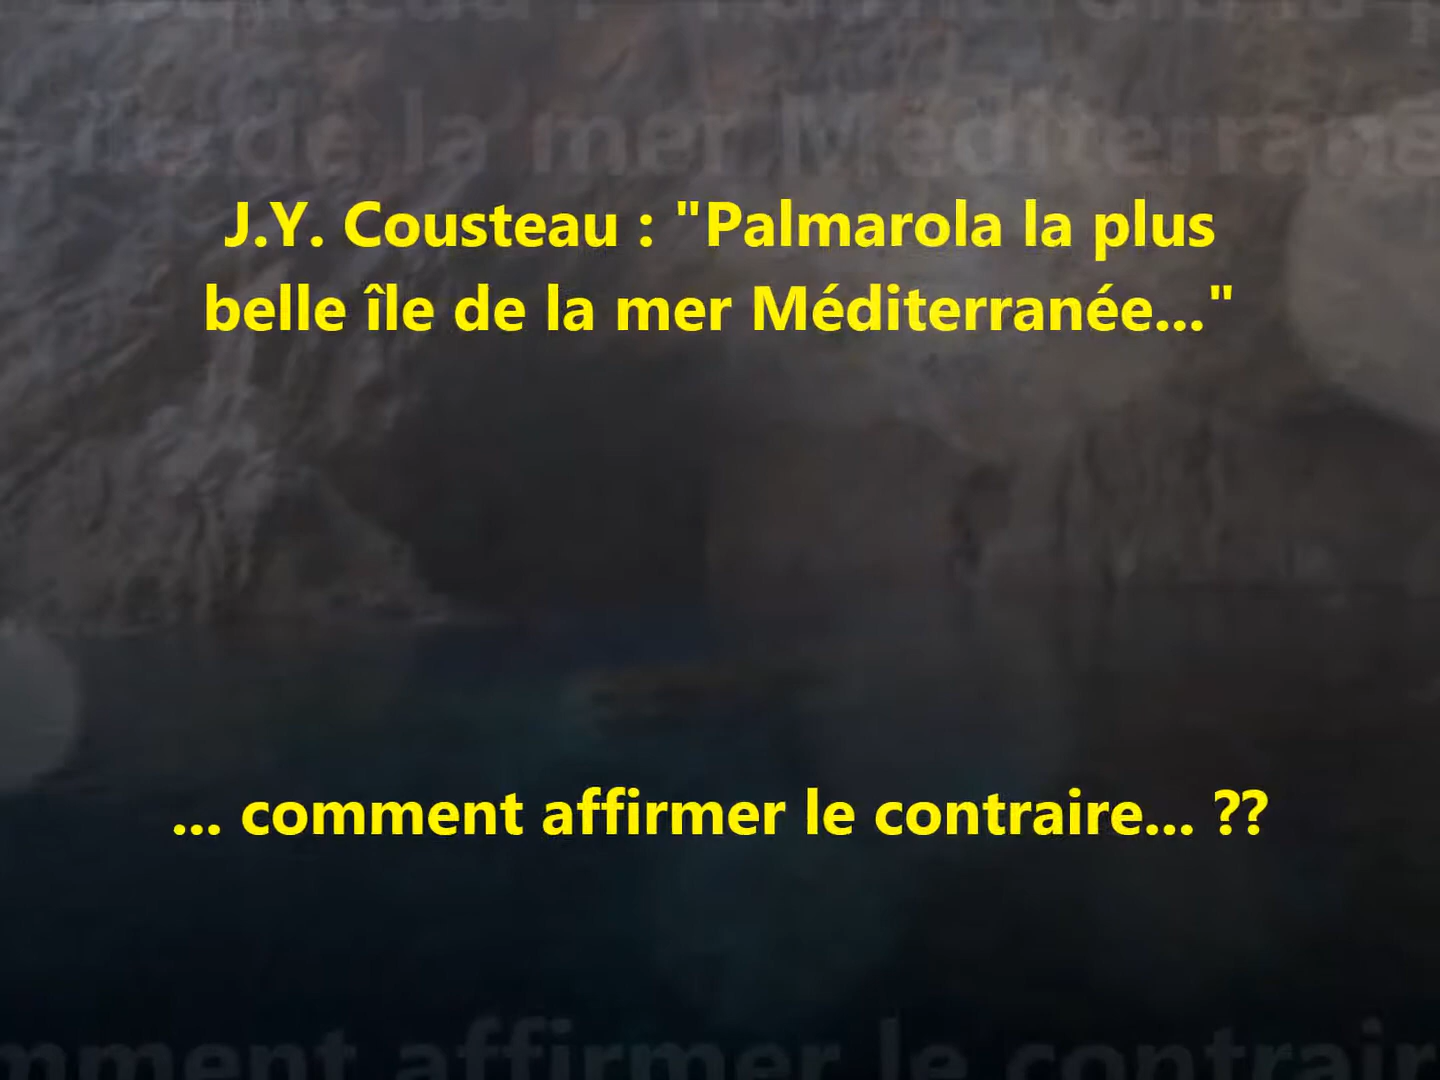 J.Y. Cousteau : "Palmarola la plus
belle île de la mer Méditerranée..."
... comment affirmer le contraire... ??